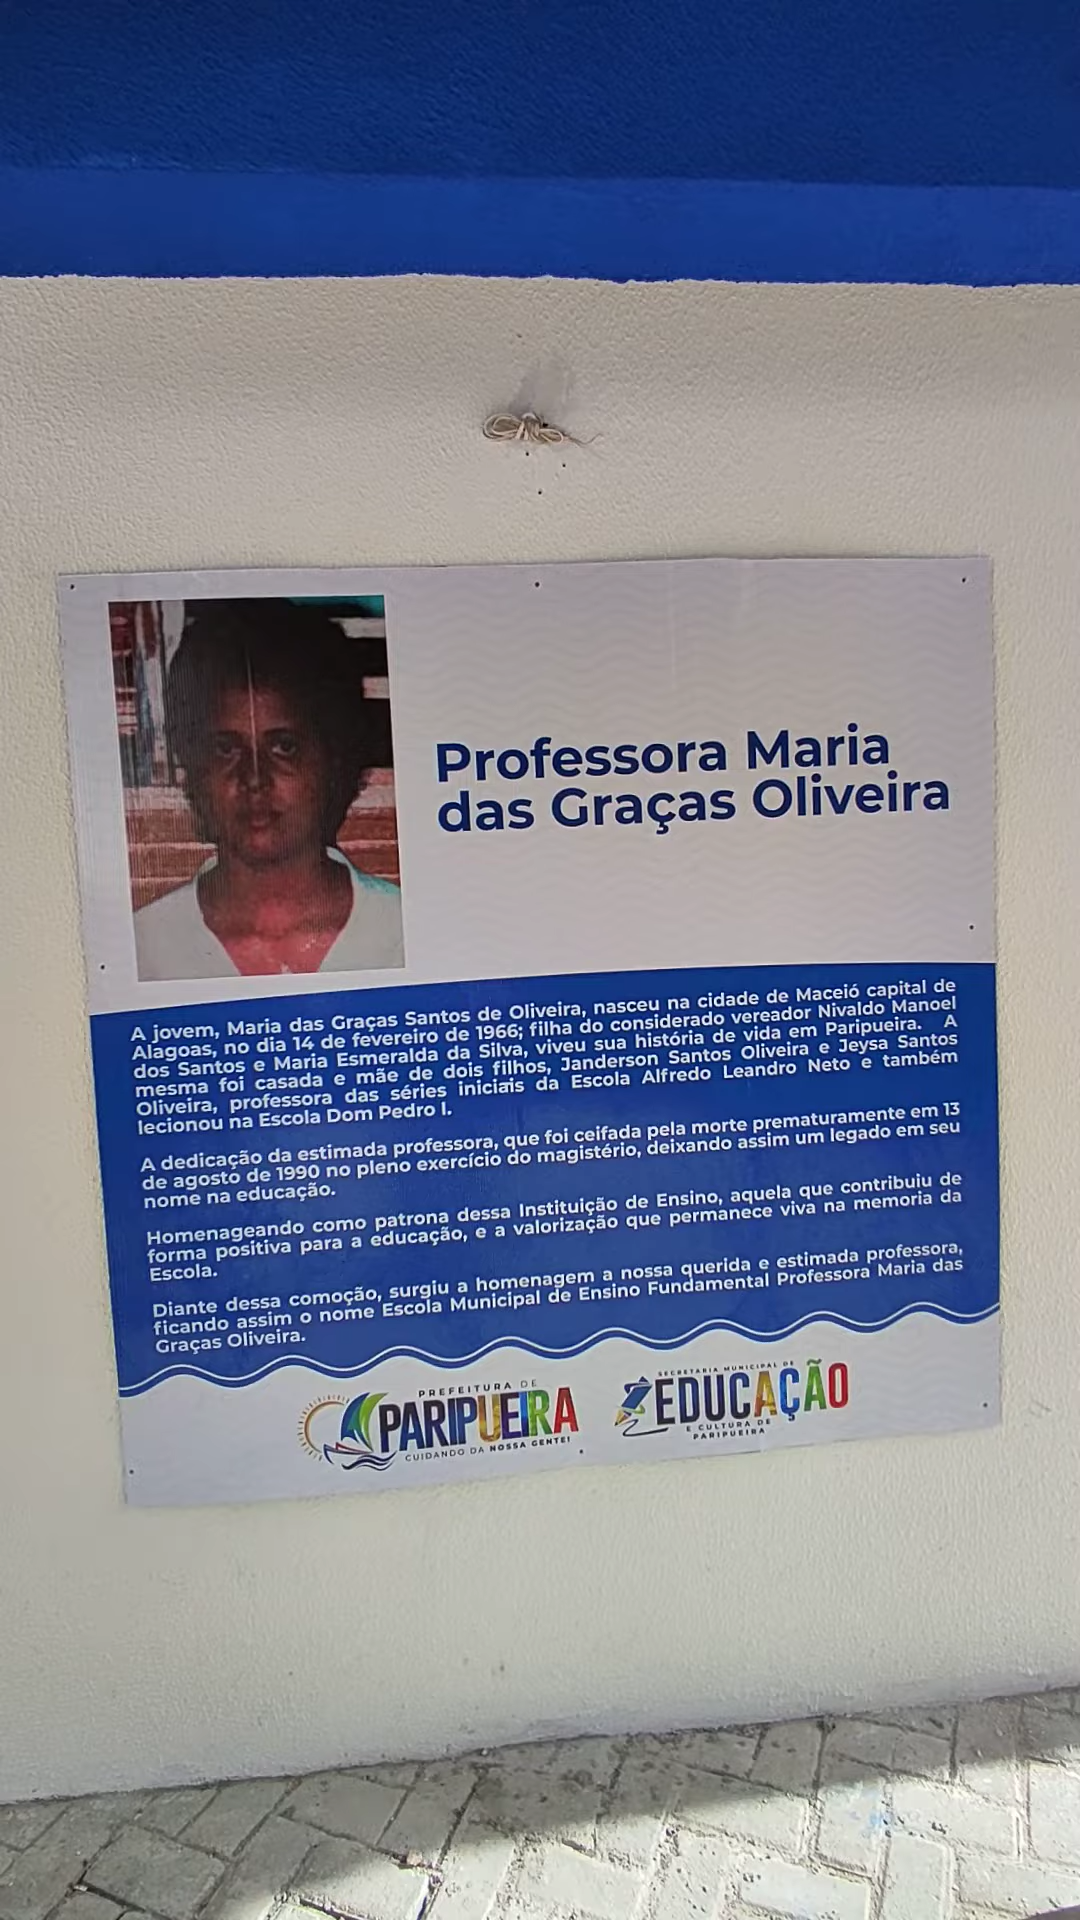 Professora Maria
das Graças Oliveira
A jovem, Maria das Graças Santos de Oliveira, nasceu na cidade de Maceió capital de
Alagoas, no dia 14 de fevereiro de 1966; filha do considerado vereador Nivaldo Manoel
dos Santos e Maria Esmeralda da Silva, viveu sua história de vida em Paripueira. A
mesma foi casada e mãe de dois filhos, Janderson Santos Oliveira e Jeysa Santos
Oliveira, professora das séries iniciais da Escola Alfredo Leandro Neto e também
lecionou na Escola Dom Pedro I.
A dedicação da estimada professora, que foi ceifada pela morte prematuramente em 13
de agosto de 1990 no pleno exercício do magistério, deixando assim um legado em seu
nome na educação.
Homenageando como patrona dessa Instituição de Ensino, aquela que contribuiu de
forma positiva para a educação, e a valorização que permanece viva na memoria da
Escola.
Diante dessa comoção, surgiu a homenagem a nossa querida e estimada professora,
ficando assim o nome Escola Municipal de Ensino Fundamental Professora Maria das
Graças Oliveira.
PREFEITURA DE
PARIPUEIRA
CUIDANDO DA NOSSA GENTE!
SECRETARIA MUNICIPAL DE
EDUCAÇÃO
E CULTURA DE
PARIPUEIRA